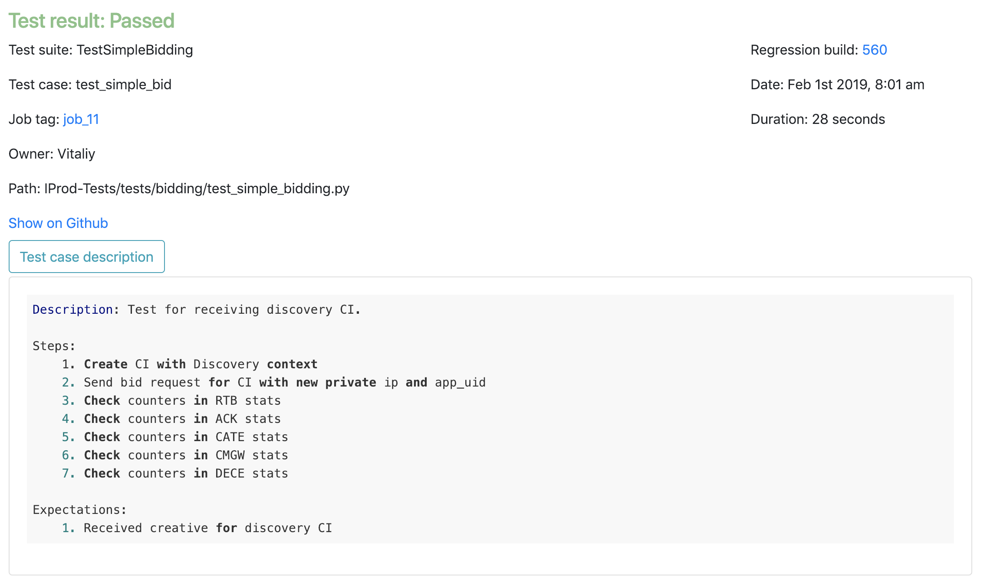 Test result: Passed
Test suite: TestSimpleBidding
Regression build: 560
Test case: test_simple_bid
Date: Feb 1st 2019, 8:01 am
Job tag: job_11
Duration: 28 seconds
Owner: Vitaliy
Path: IProd-Tests/tests/bidding/test_simple_bidding.py
Show on Github
Test case description
Description: Test for receiving discovery CI.
Steps:
1. Create CI with Discovery context
2. Send bid request for CI with new private ip and app_uid
3. Check counters in RTB stats
4. Check counters in ACK stats
5. Check counters in CATE stats
6. Check counters in CMGW stats
7. Check counters in DECE stats
Expectations:
1. Received creative for discovery CI